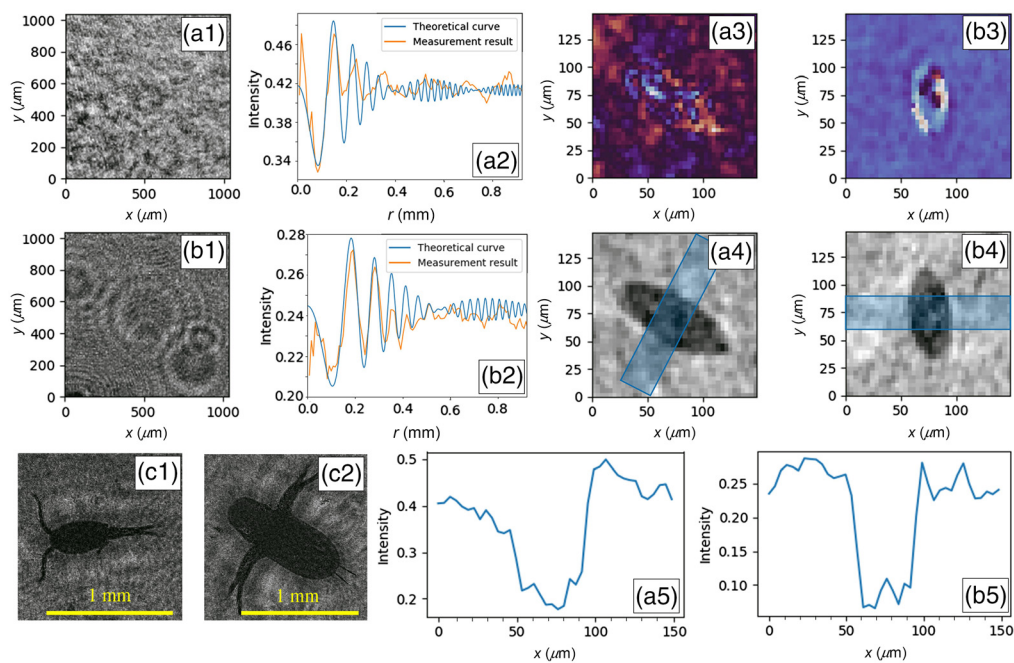 (a1)
1000
800
600
400
200
0
y (μm)
0
500
1000
x (μm)
(a2)
Theoretical curve
Measurement result
0.46
0.42
0.38
0.34
Intensity
0.0
0.2
0.4
0.6
0.8
r (mm)
(a3)
125
100
75
50
25
0
y (μm)
0
50
100
x (μm)
(b3)
125
100
75
50
25
0
y (μm)
50
100
x (μm)
(b1)
1000
800
600
400
200
0
y (μm)
0
500
1000
x (μm)
(b2)
Theoretical curve
Measurement result
0.28
0.26
0.24
0.22
0.20
Intensity
0.0
0.2
0.4
0.6
0.8
r (mm)
(a4)
125
100
75
50
25
0
y (μm)
0
50
100
x (μm)
(b4)
125
100
75
50
25
0
y (μm)
0
50
100
x (μm)
(c1)
1 mm
(c2)
1 mm
(a5)
0.5
0.4
0.3
0.2
Intensity
0
50
100
150
x (μm)
(b5)
0.25
0.20
0.15
0.10
Intensity
0
50
100
150
x (μm)